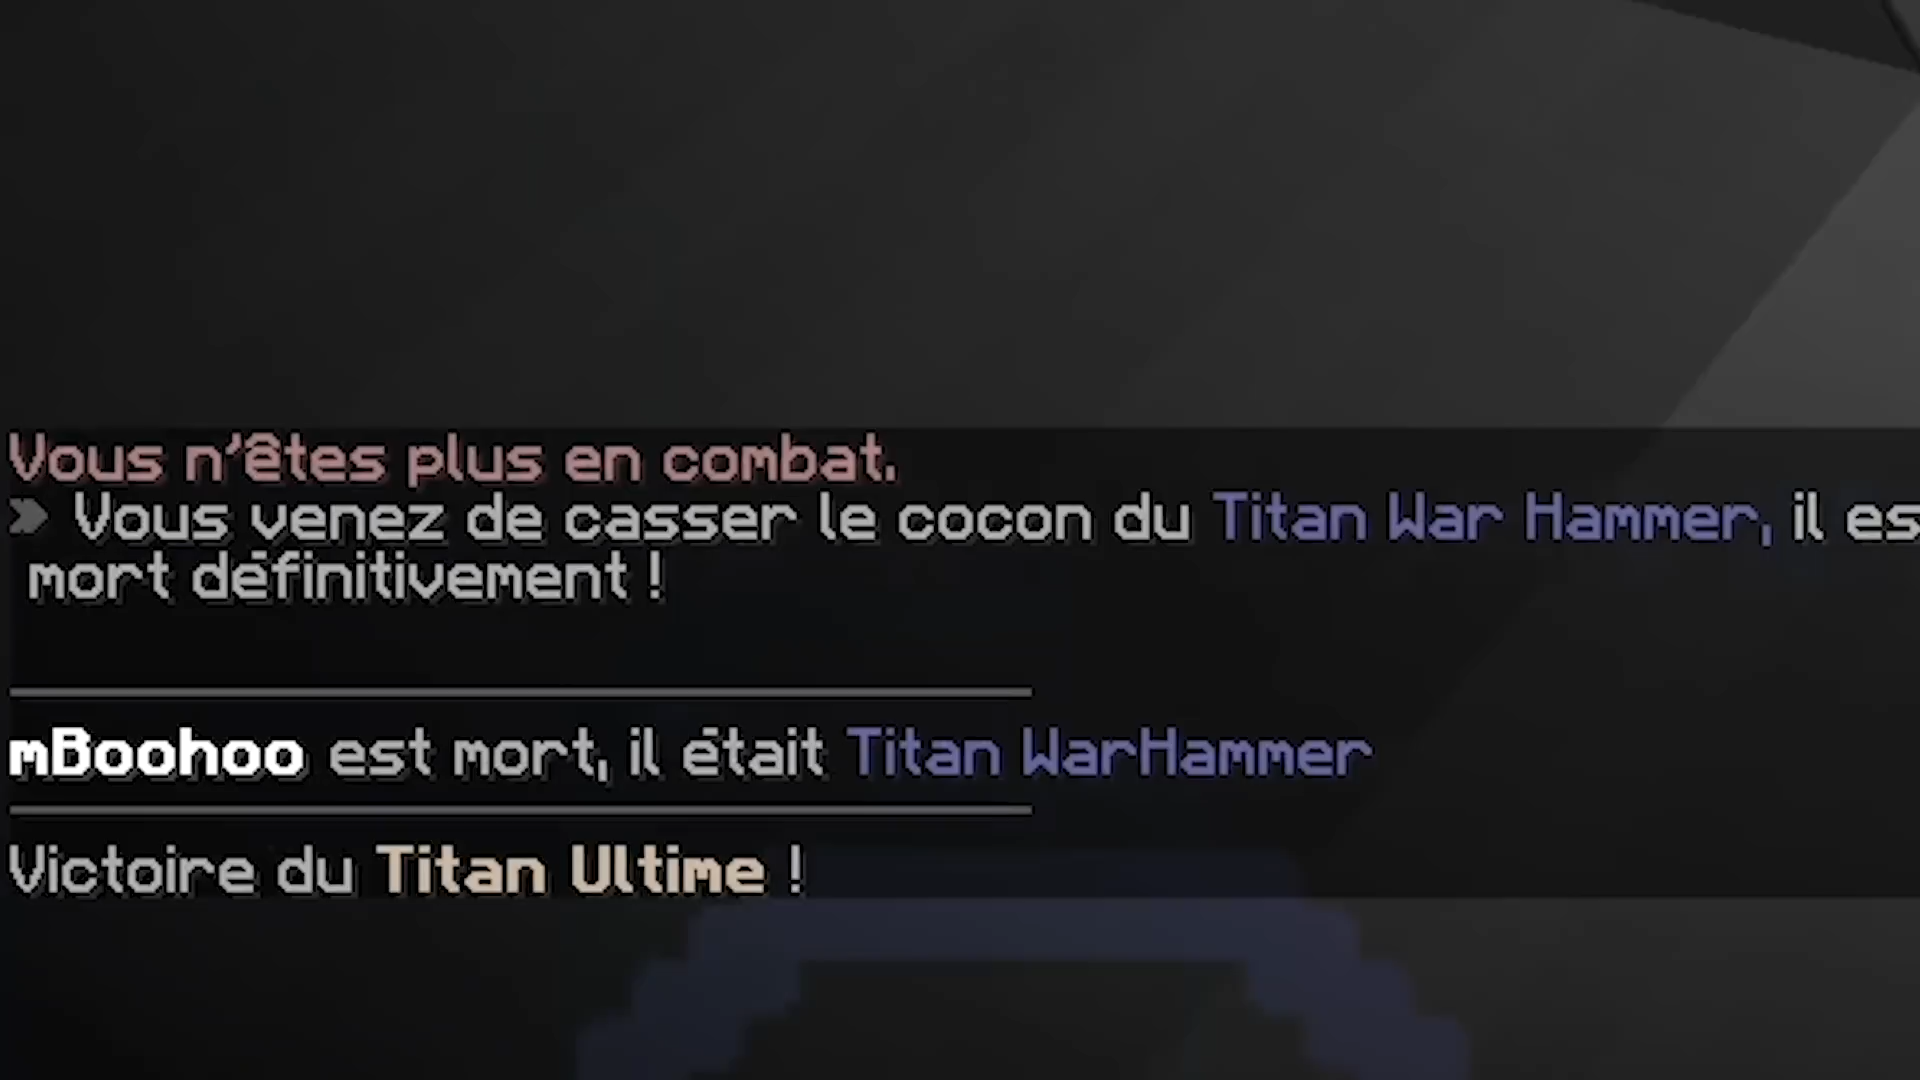 Vous n'êtes plus en combat.
» Vous venez de casser le cocon du Titan War Hammer, il es
mort définitivement !
mBoohoo est mort, il était Titan WarHammer
Victoire du Titan Ultime !